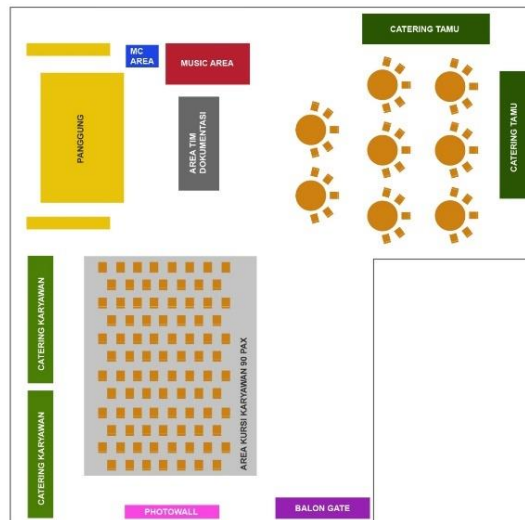 CATERING TAMU
MC
AREA
MUSIC AREA
PANGGUNG
AREA TIM
DOKUMENTASI
CATERING TAMU
CATERING KARYAWAN
AREA KURSI KARYAWAN 90 PAX
CATERING KARYAWAN
PHOTOWALL
BALON GATE